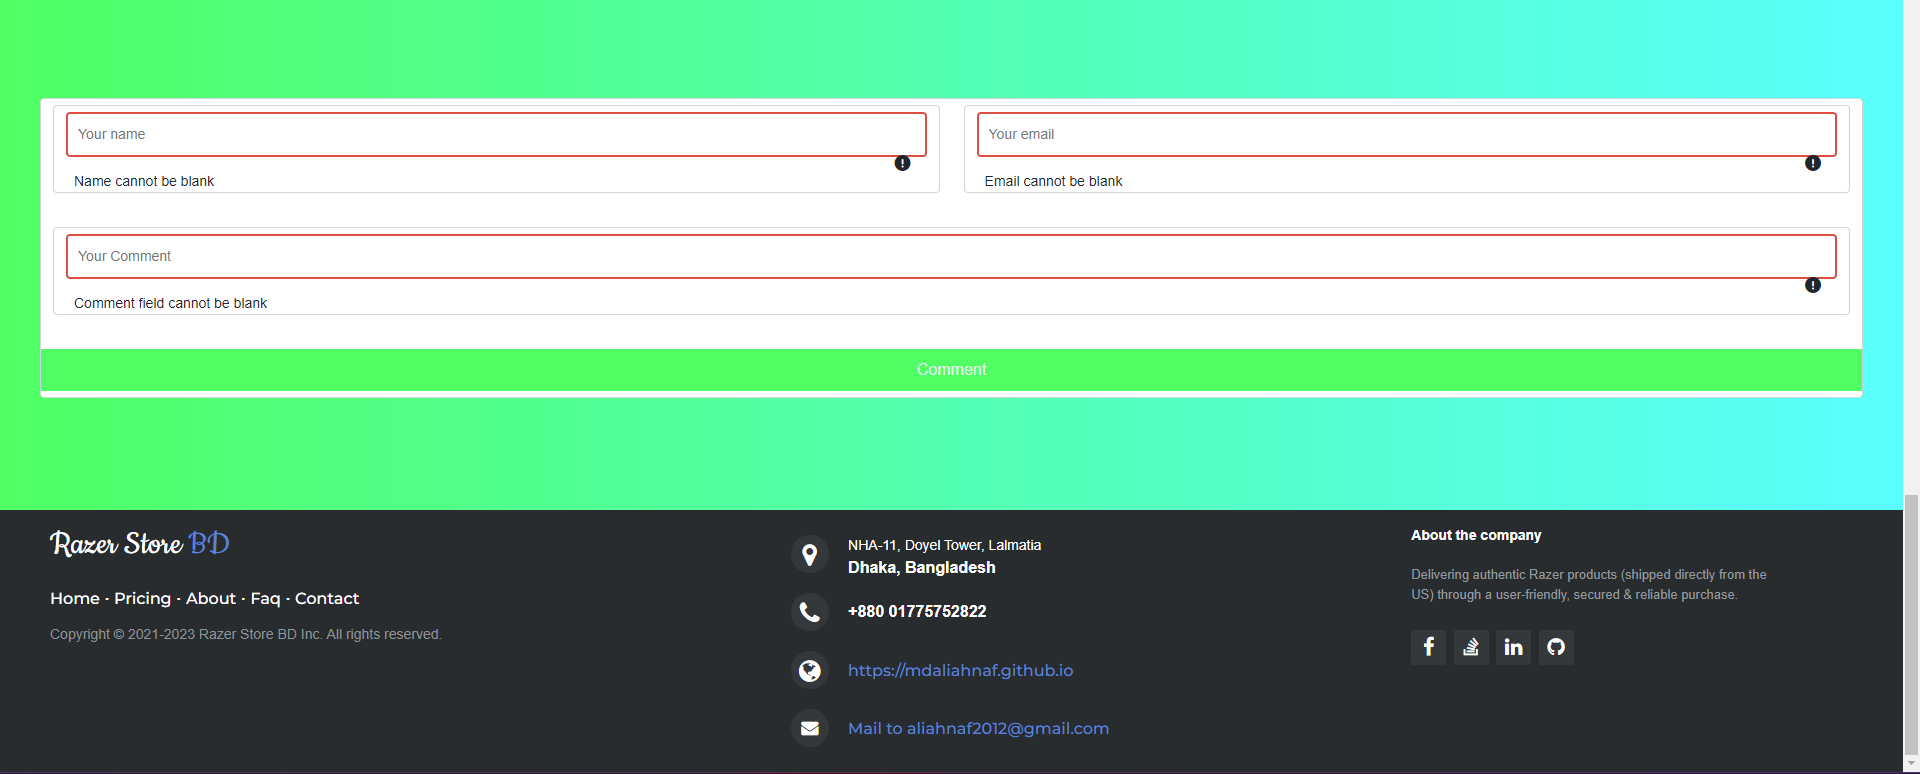 Your name
Your email
Name cannot be blank
Email cannot be blank
Your Comment
Comment field cannot be blank
Comment
Razer Store BD
Home · Pricing · About · Faq · Contact
Copyright © 2021-2023 Razer Store BD Inc. All rights reserved.
NHA-11, Doyel Tower, Lalmatia
Dhaka, Bangladesh
+880 01775752822
https://mdaliahnaf.github.io
Mail to aliahnaf2012@gmail.com
About the company
Delivering authentic Razer products (shipped directly from the
US) through a user-friendly, secured & reliable purchase.